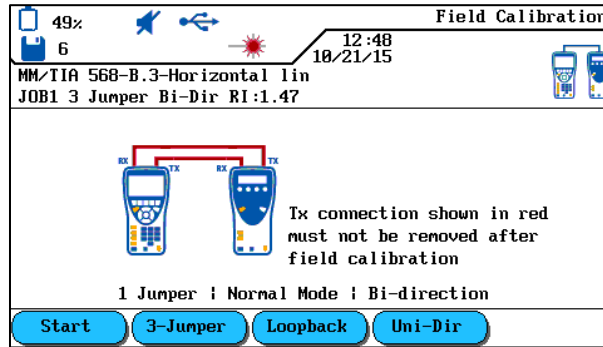 49%
Field Calibration
6
12:48
10/21/15
MM/TIA 568-B.3-Horizontal lin
JOB1 3 Jumper Bi-Dir RI:1.47
RX TX RX TX
Tx connection shown in red
must not be removed after
field calibration
1 Jumper ¦ Normal Mode ¦ Bi-direction
Start 3-Jumper Loopback Uni-Dir